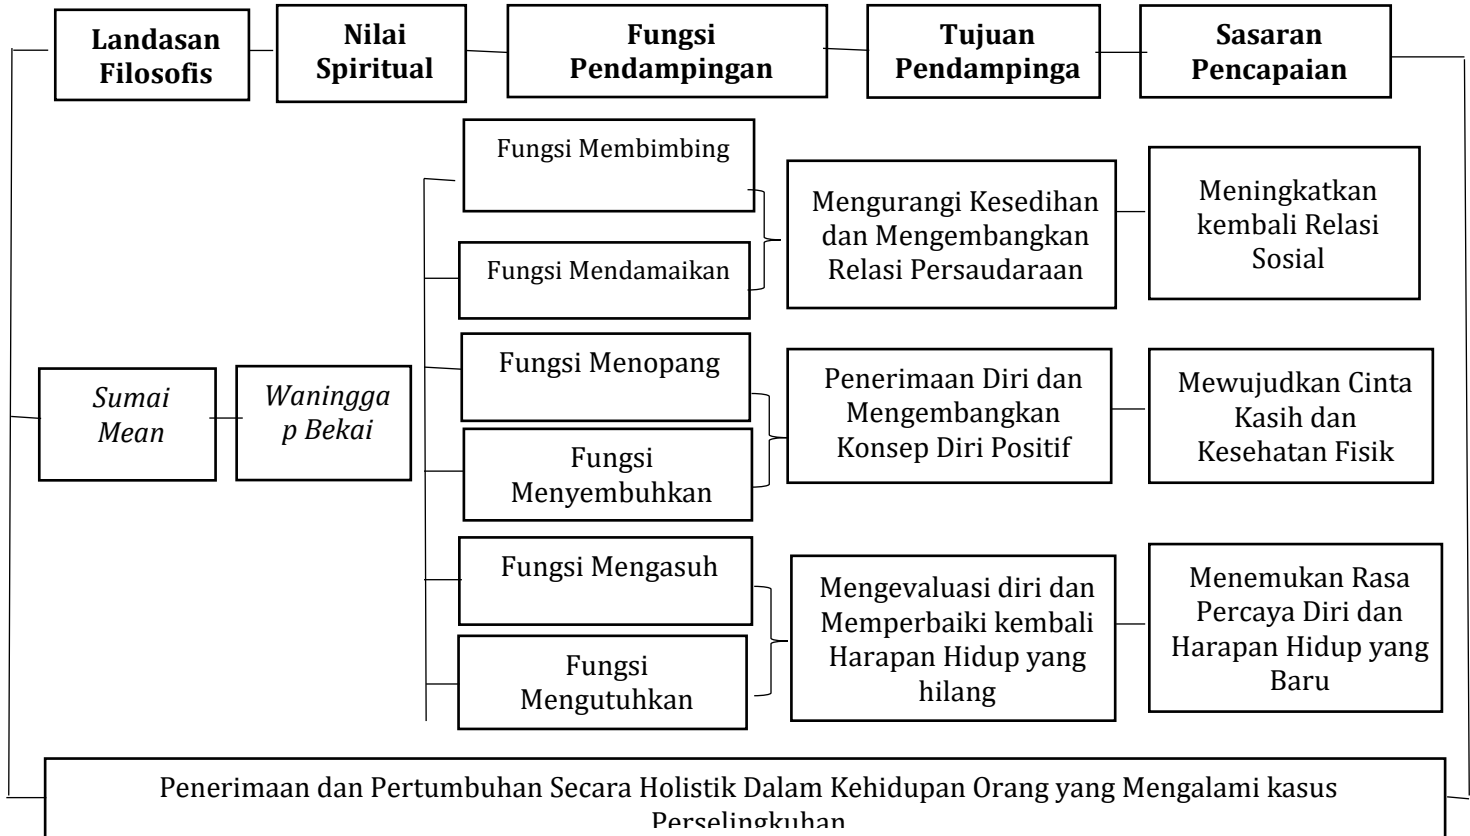 Landasan
Filosofis
Nilai
Spiritual
Fungsi
Pendampingan
Tujuan
Pendampinga
Sasaran
Pencapaian
Sumai
Mean
Waningga
p Bekai
Fungsi Membimbing
Fungsi Mendamaikan
Mengurangi Kesedihan
dan Mengembangkan
Relasi Persaudaraan
Meningkatkan
kembali Relasi
Sosial
Fungsi Menopang
Fungsi
Menyembuhkan
Penerimaan Diri dan
Mengembangkan
Konsep Diri Positif
Mewujudkan Cinta
Kasih dan
Kesehatan Fisik
Fungsi Mengasuh
Fungsi
Mengutuhkan
Mengevaluasi diri dan
Memperbaiki kembali
Harapan Hidup yang
hilang
Menemukan Rasa
Percaya Diri dan
Harapan Hidup yang
Baru
Penerimaan dan Pertumbuhan Secara Holistik Dalam Kehidupan Orang yang Mengalami kasus
Perselingkuhan